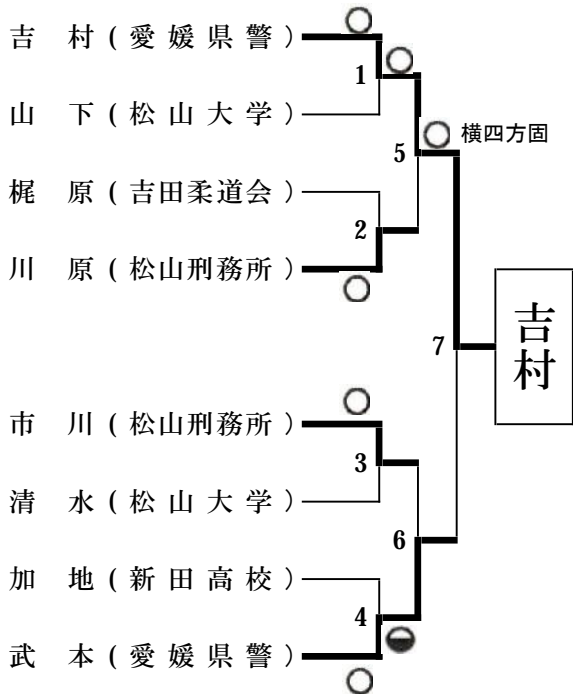 吉 村 ( 愛 媛 県 警 )
1
山 下 ( 松 山 大 学 )
5
横四方固
梶 原 ( 吉田柔道会 )
2
川 原 ( 松山刑務所 )
7
吉村
市 川 ( 松山刑務所 )
3
清 水 ( 松 山 大 学 )
6
加 地 ( 新 田 高 校 )
4
武 本 ( 愛 媛 県 警 )